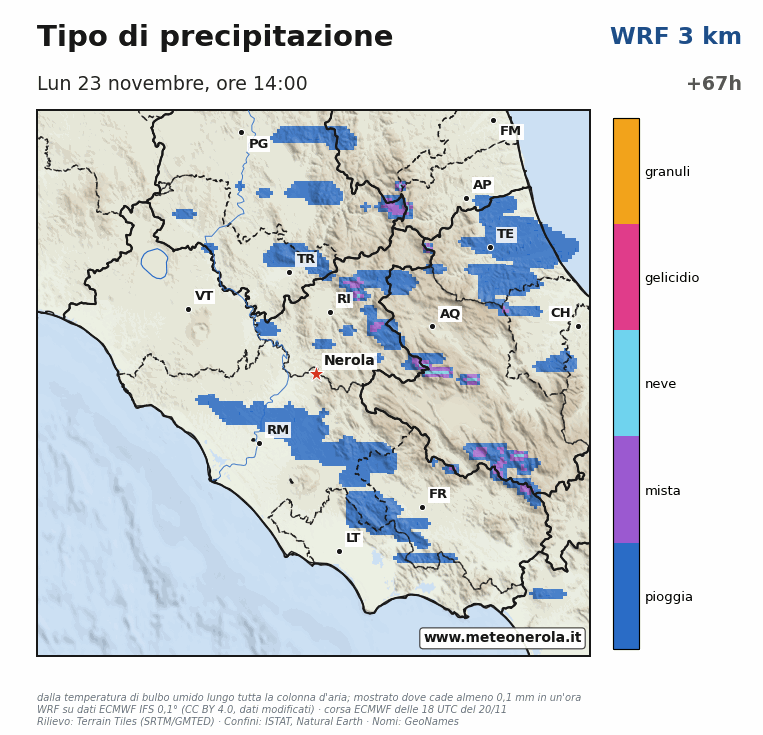 Tipo di precipitazione
WRF 3 km
Lun 23 novembre, ore 14:00
+67h
FM
PG
AP
TE
TR
VT
RI
AQ
CH
Nerola
RM
FR
LT
www.meteonerola.it
granuli
gelicidio
neve
mista
pioggia
dalla temperatura di bulbo umido lungo tutta la colonna d'aria; mostrato dove cade almeno 0,1 mm in un'ora
WRF su dati ECMWF IFS 0,1° (CC BY 4.0, dati modificati) · corsa ECMWF delle 18 UTC del 20/11
Rilievo: Terrain Tiles (SRTM/GMTED) · Confini: ISTAT, Natural Earth · Nomi: GeoNames